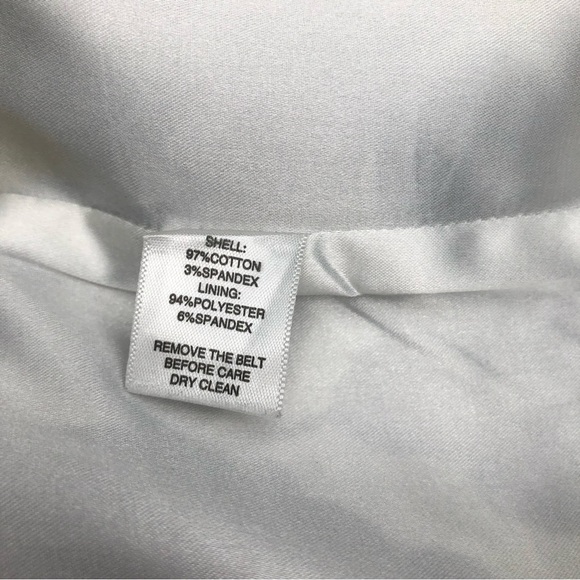 SHELL:
97%COTTON
3%SPANDEX
LINING:
94%POLYESTER
6%SPANDEX
REMOVE THE BELT
BEFORE CARE
DRY CLEAN